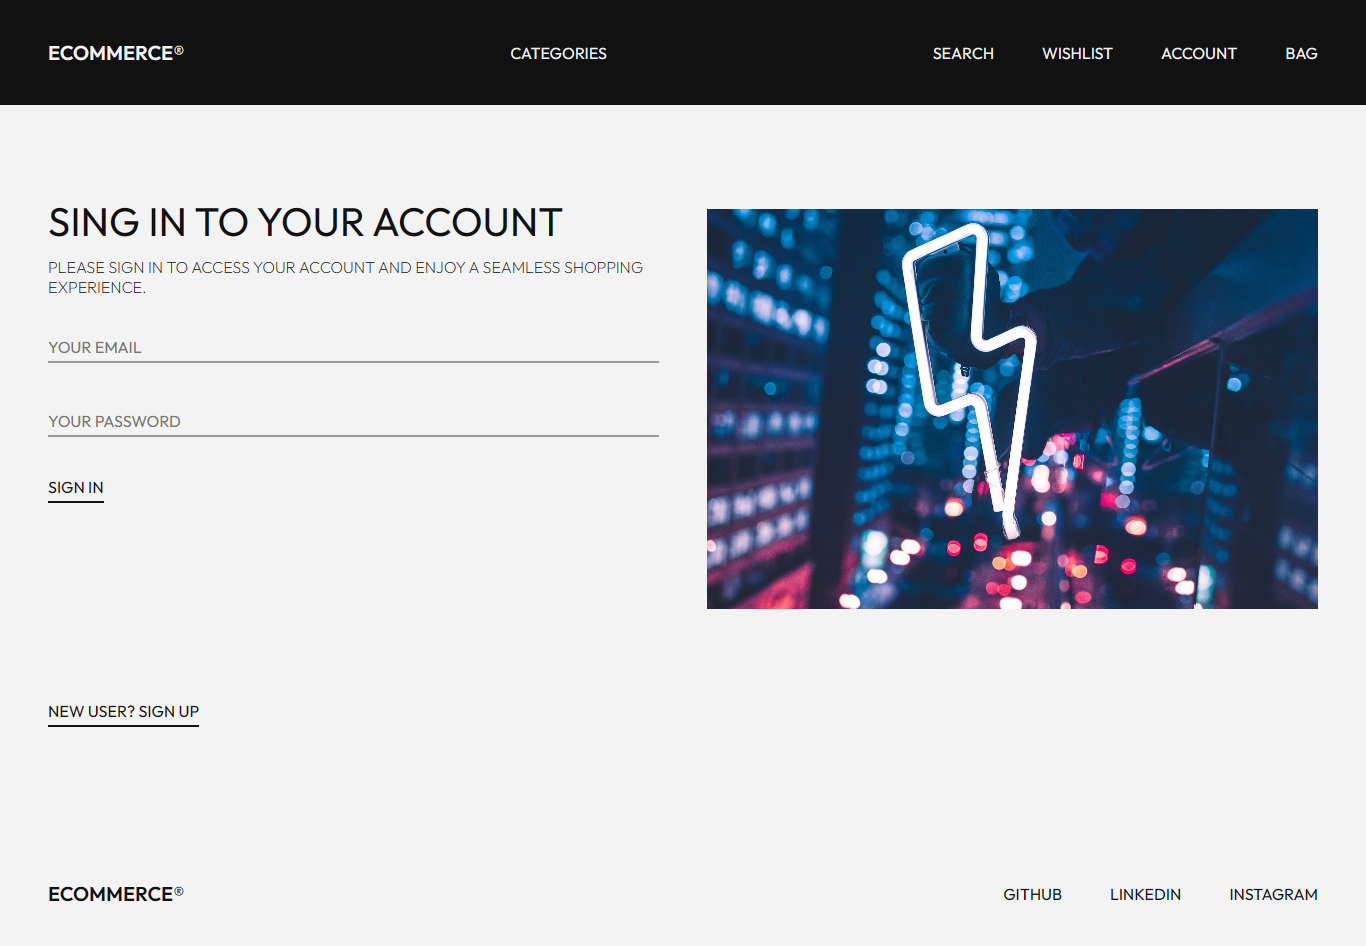 ECOMMERCE®
CATEGORIES
SEARCH
WISHLIST
ACCOUNT
BAG
SING IN TO YOUR ACCOUNT
PLEASE SIGN IN TO ACCESS YOUR ACCOUNT AND ENJOY A SEAMLESS SHOPPING
EXPERIENCE.
YOUR EMAIL
YOUR PASSWORD
SIGN IN
NEW USER? SIGN UP
ECOMMERCE®
GITHUB
LINKEDIN
INSTAGRAM